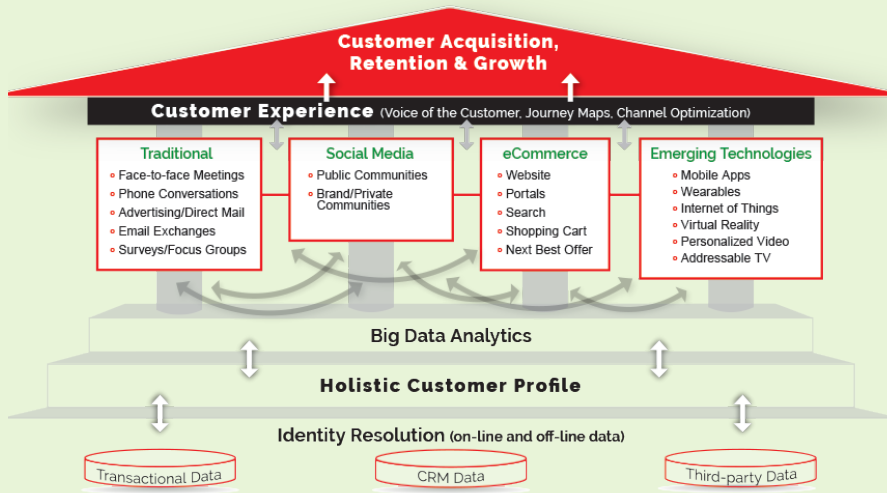 Customer Acquisition,
Retention & Growth
Customer Experience (Voice of the Customer, Journey Maps, Channel Optimization)
Traditional
Face-to-face Meetings
Phone Conversations
Advertising/Direct Mail
Email Exchanges
Surveys/Focus Groups
Social Media
Public Communities
Brand/Private
Communities
eCommerce
Website
Portals
Search
Shopping Cart
Next Best Offer
Emerging Technologies
Mobile Apps
Wearables
Internet of Things
Virtual Reality
Personalized Video
Addressable TV
Big Data Analytics
Holistic Customer Profile
Identity Resolution (on-line and off-line data)
Transactional Data
CRM Data
Third-party Data